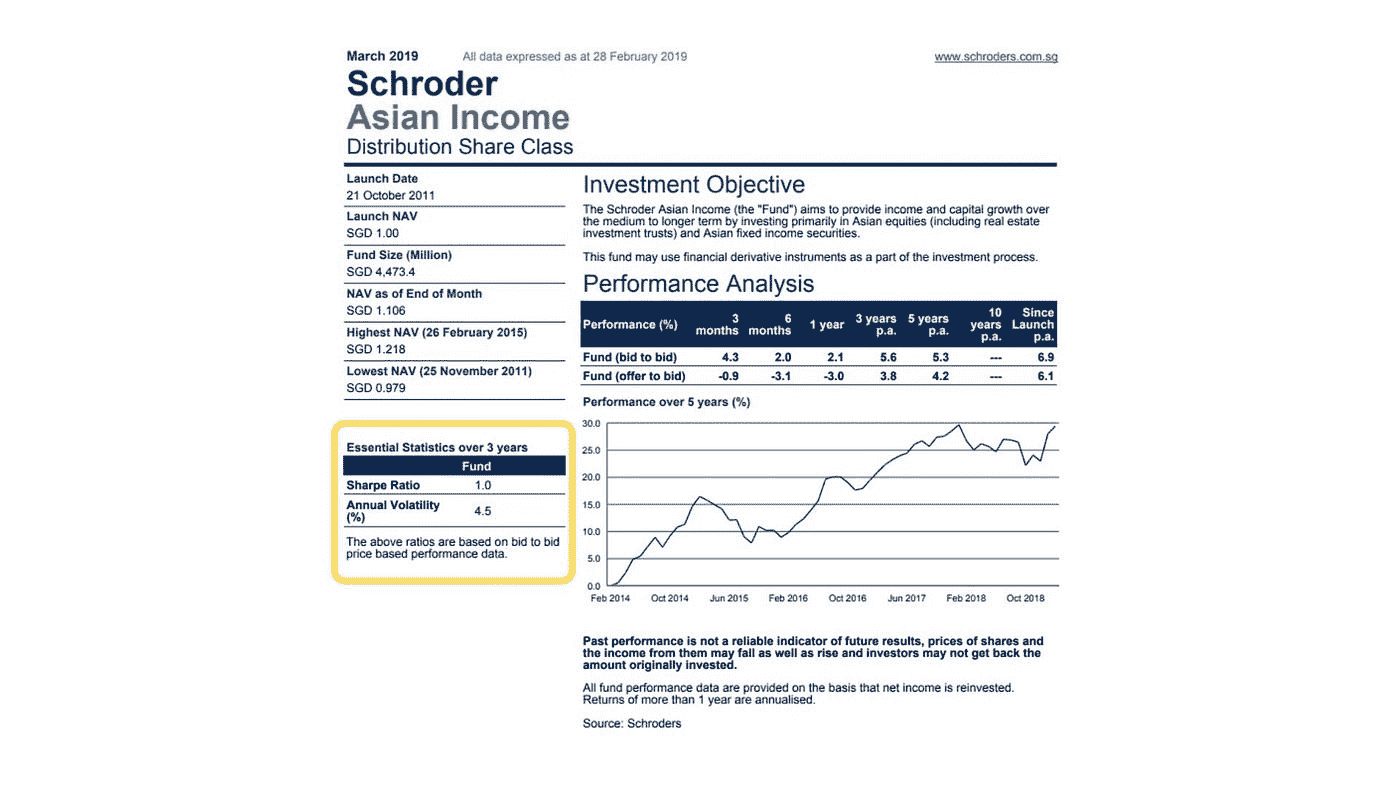 March 2019 All data expressed as at 28 February 2019 www.schroders.com.sg
Schroder
Asian Income
Distribution Share Class
Launch Date
21 October 2011
Launch NAV
SGD 1.00
Fund Size (Million)
SGD 4,473.4
NAV as of End of Month
SGD 1.106
Highest NAV (26 February 2015)
SGD 1.218
Lowest NAV (25 November 2011)
SGD 0.979
Essential Statistics over 3 years
Fund
Sharpe Ratio 1.0
Annual Volatility
(%) 4.5
The above ratios are based on bid to bid
price based performance data.
Investment Objective
The Schroder Asian Income (the "Fund") aims to provide income and capital growth over
the medium to longer term by investing primarily in Asian equities (including real estate
investment trusts) and Asian fixed income securities.
This fund may use financial derivative instruments as a part of the investment process.
Performance Analysis
Performance (%) 3 months 6 months 1 year 3 years p.a. 5 years p.a. 10 years p.a. Since Launch p.a.
Fund (bid to bid) 4.3 2.0 2.1 5.6 5.3 --- 6.9
Fund (offer to bid) -0.9 -3.1 -3.0 3.8 4.2 --- 6.1
Performance over 5 years (%)
30.0
25.0
20.0
15.0
10.0
5.0
0.0
Feb 2014 Oct 2014 Jun 2015 Feb 2016 Oct 2016 Jun 2017 Feb 2018 Oct 2018
Past performance is not a reliable indicator of future results, prices of shares and
the income from them may fall as well as rise and investors may not get back the
amount originally invested.
All fund performance data are provided on the basis that net income is reinvested.
Returns of more than 1 year are annualised.
Source: Schroders